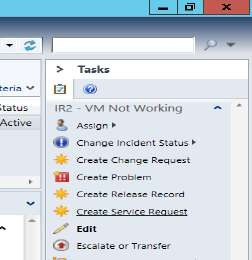 > Tasks
teria
Status
Active
IR2 - VM Not Working
Assign
Change Incident Status
Create Change Request
Create Problem
Create Release Record
Create Service Request
Edit
Escalate or Transfer